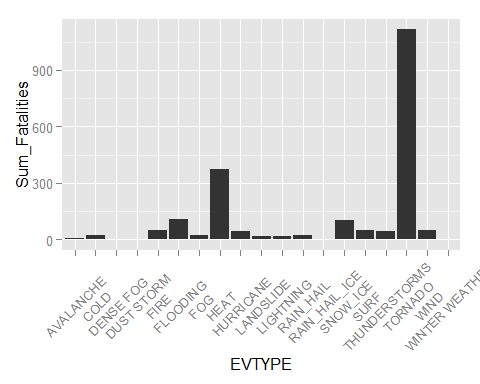 Sum_Fatalities
900
600
300
0
AVALANCHE
COLD
DENSE FOG
DUST STORM
FIRE
FLOODING
FOG
HEAT
HURRICANE
LANDSLIDE
LIGHTNING
RAIN_HAIL
RAIN_HAIL_ICE
SNOW_ICE
SURF
THUNDERSTORMS
TORNADO
WIND
WINTER WEATHE
EVTYPE